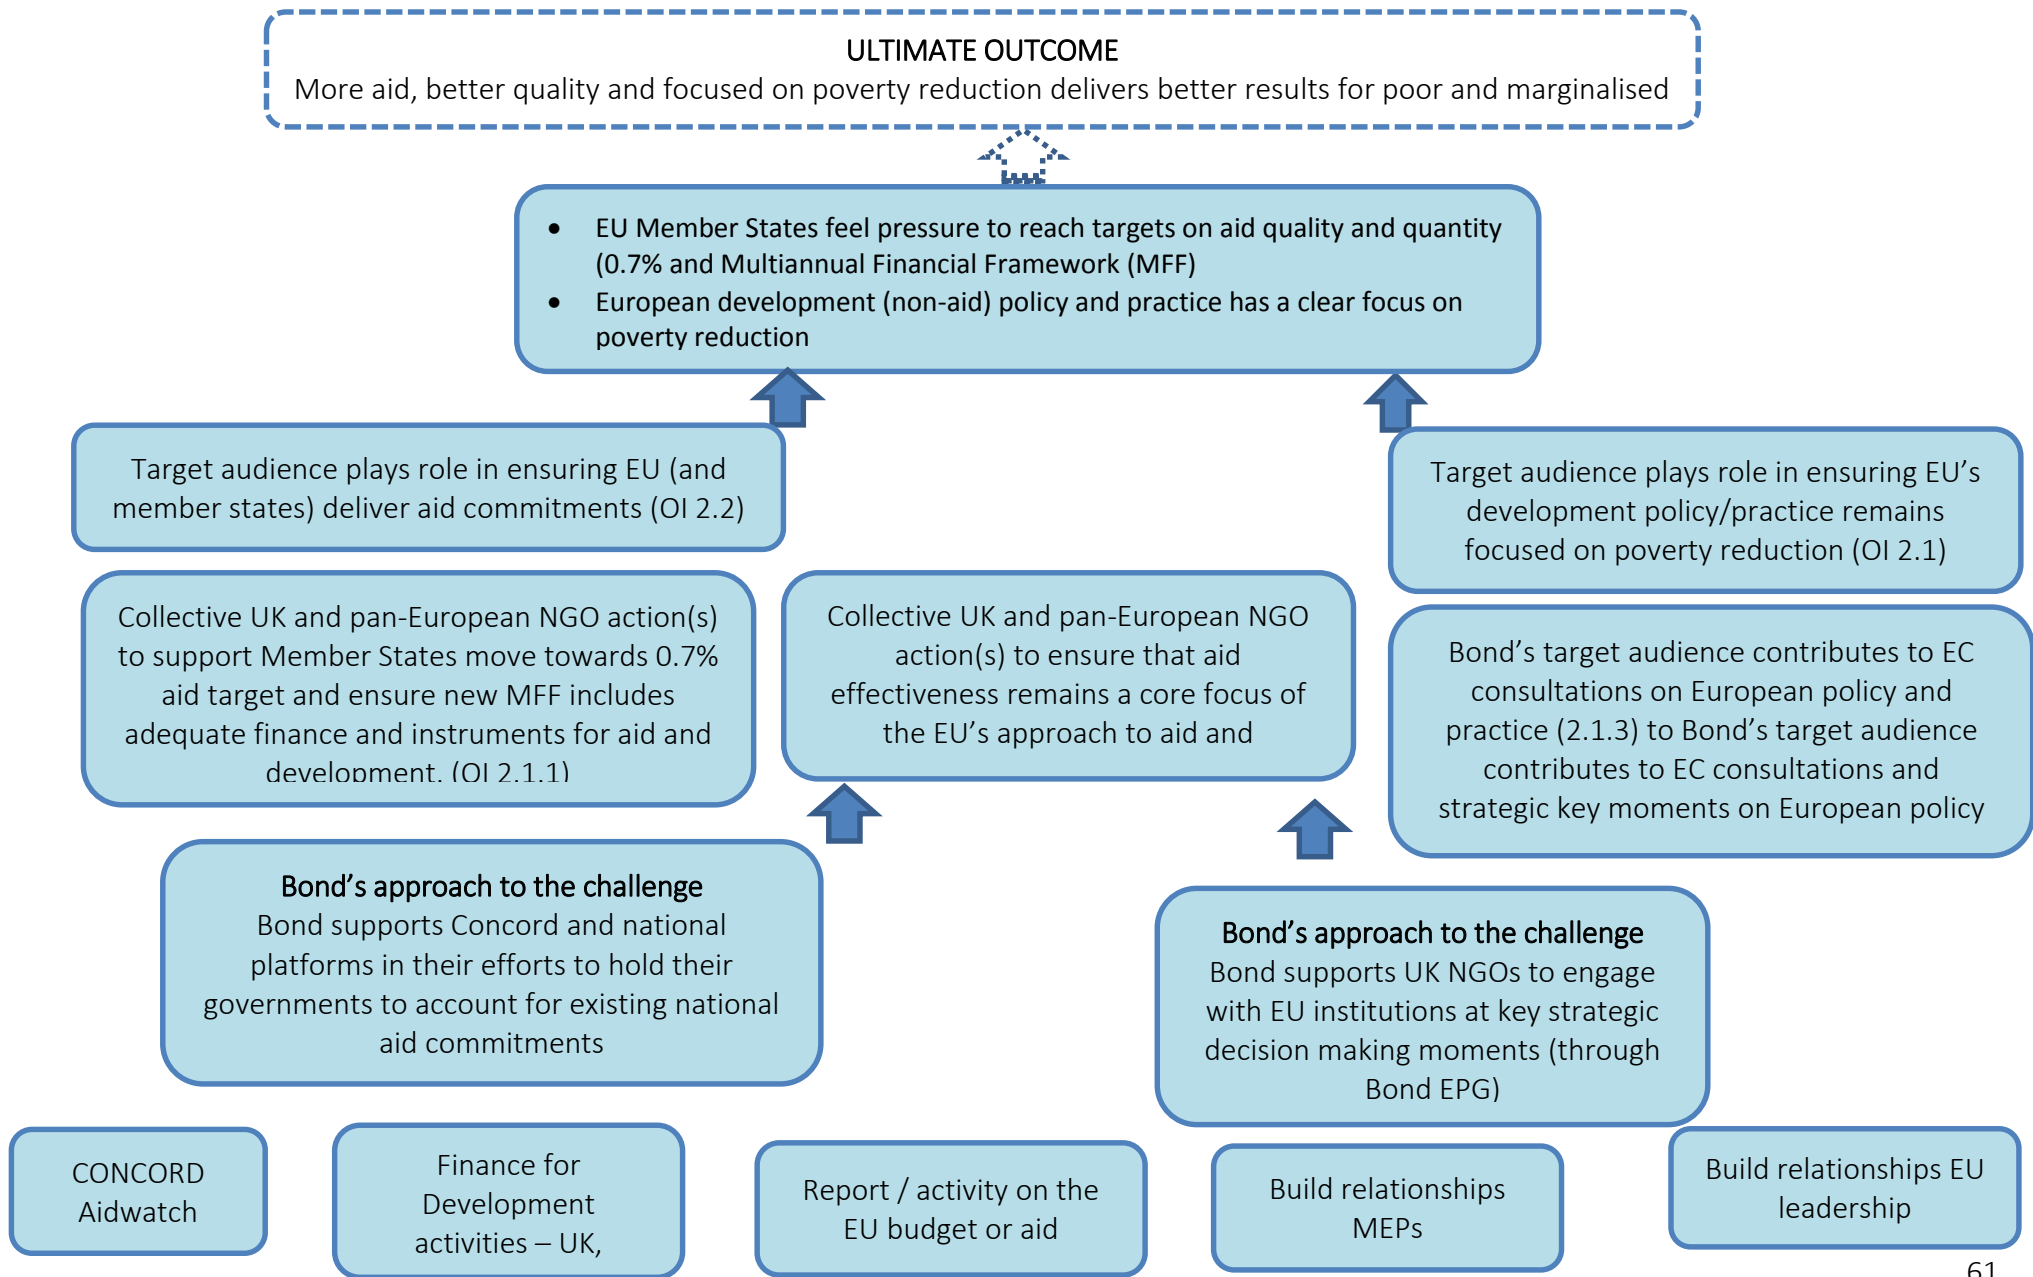 ULTIMATE OUTCOME
More aid, better quality and focused on poverty reduction delivers better results for poor and marginalised
• EU Member States feel pressure to reach targets on aid quality and quantity
(0.7% and Multiannual Financial Framework (MFF)
• European development (non-aid) policy and practice has a clear focus on
poverty reduction
Target audience plays role in ensuring EU (and
member states) deliver aid commitments (OI 2.2)
Target audience plays role in ensuring EU’s
development policy/practice remains
focused on poverty reduction (OI 2.1)
Collective UK and pan-European NGO action(s)
to support Member States move towards 0.7%
aid target and ensure new MFF includes
adequate finance and instruments for aid and
development. (OI 2.1.1)
Collective UK and pan-European NGO
action(s) to ensure that aid
effectiveness remains a core focus of
the EU’s approach to aid and
Bond’s target audience contributes to EC
consultations on European policy and
practice (2.1.3) to Bond’s target audience
contributes to EC consultations and
strategic key moments on European policy
Bond’s approach to the challenge
Bond supports Concord and national
platforms in their efforts to hold their
governments to account for existing national
aid commitments
Bond’s approach to the challenge
Bond supports UK NGOs to engage
with EU institutions at key strategic
decision making moments (through
Bond EPG)
CONCORD
Aidwatch
Finance for
Development
activities – UK,
Report / activity on the
EU budget or aid
Build relationships
MEPs
Build relationships EU
leadership
61